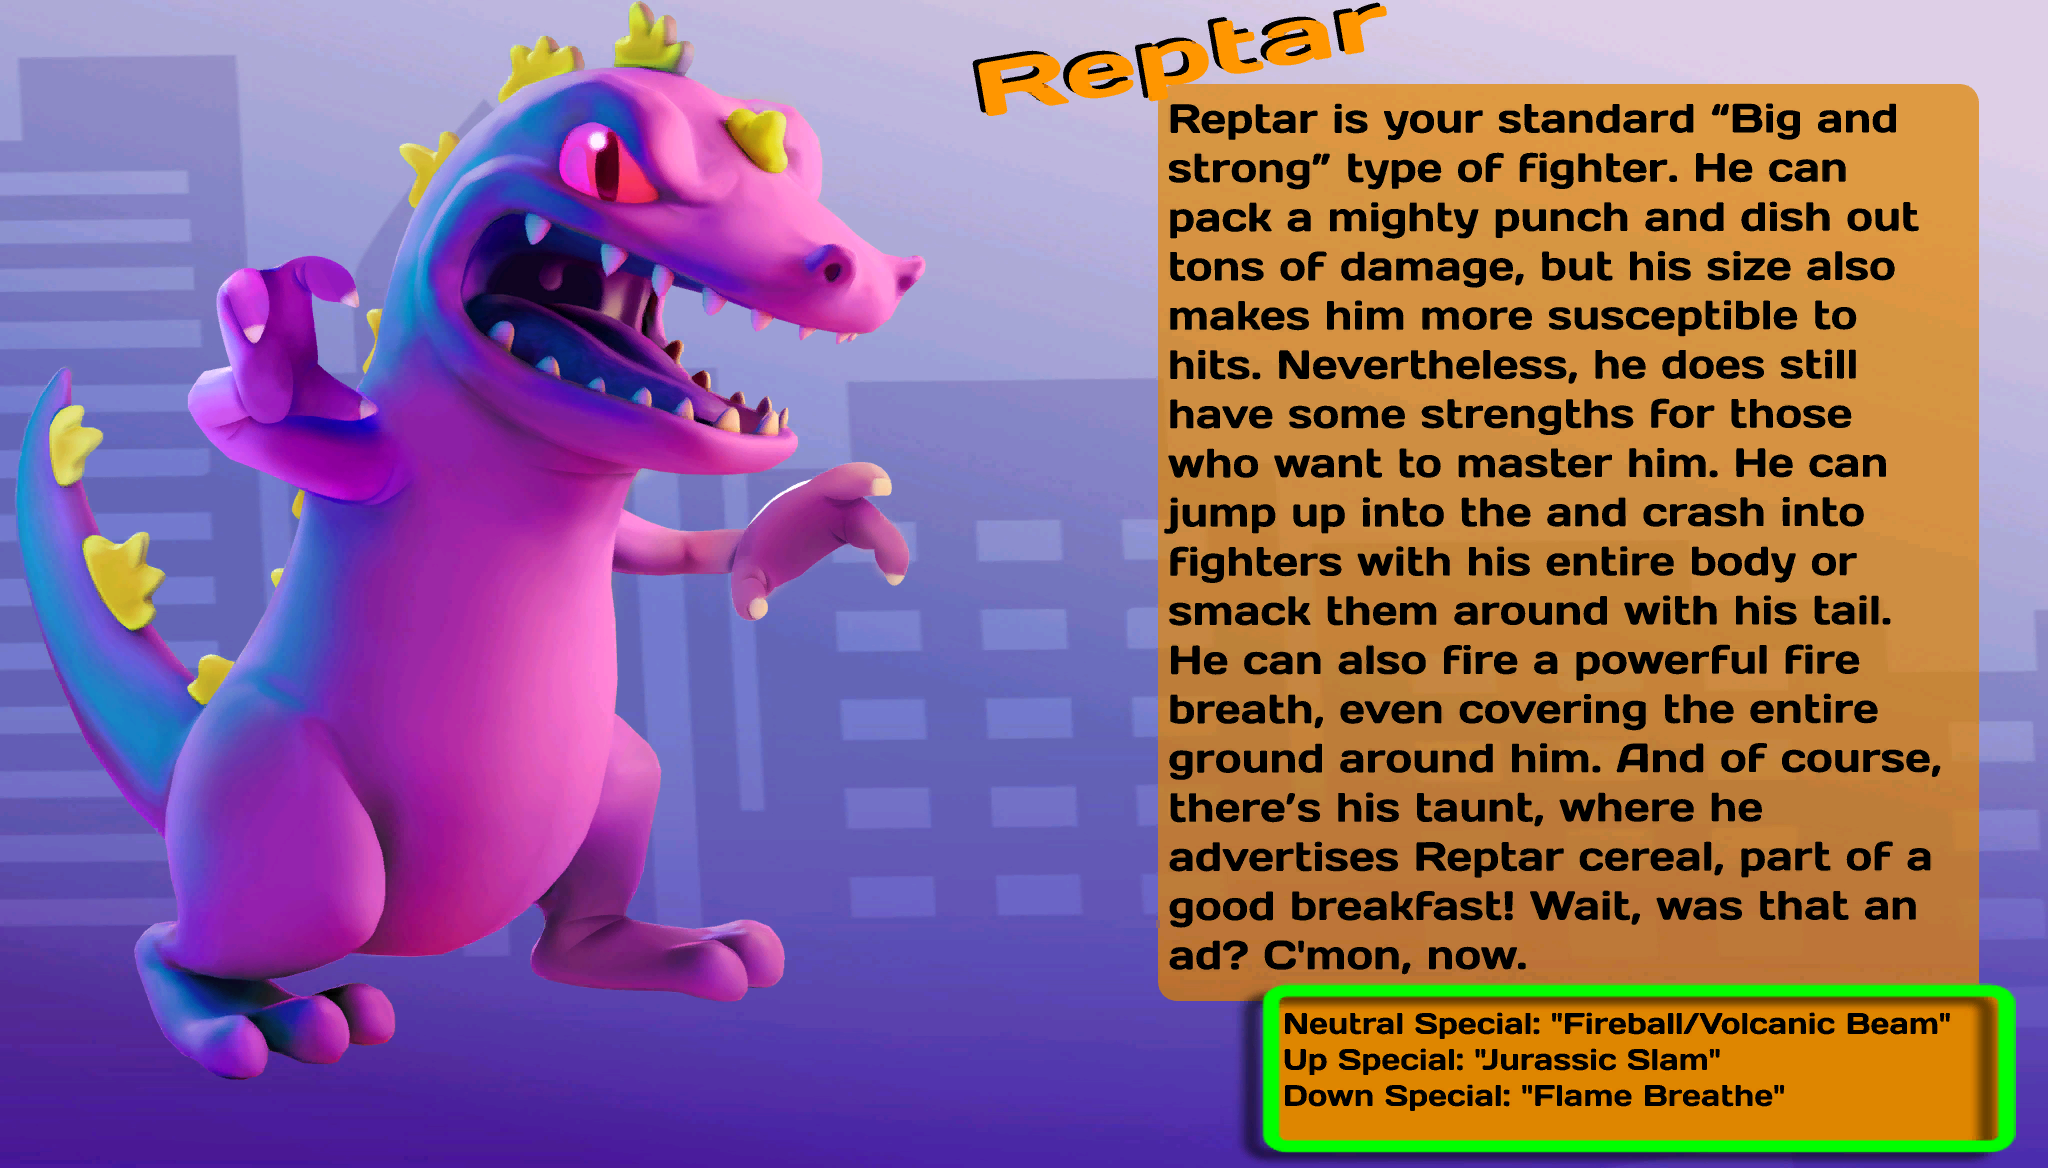 Reptar
Reptar is your standard “Big and
strong” type of fighter. He can
pack a mighty punch and dish out
tons of damage, but his size also
makes him more susceptible to
hits. Nevertheless, he does still
have some strengths for those
who want to master him. He can
jump up into the and crash into
fighters with his entire body or
smack them around with his tail.
He can also fire a powerful fire
breath, even covering the entire
ground around him. And of course,
there’s his taunt, where he
advertises Reptar cereal, part of a
good breakfast! Wait, was that an
ad? C'mon, now.
Neutral Special: "Fireball/Volcanic Beam"
Up Special: "Jurassic Slam"
Down Special: "Flame Breathe"